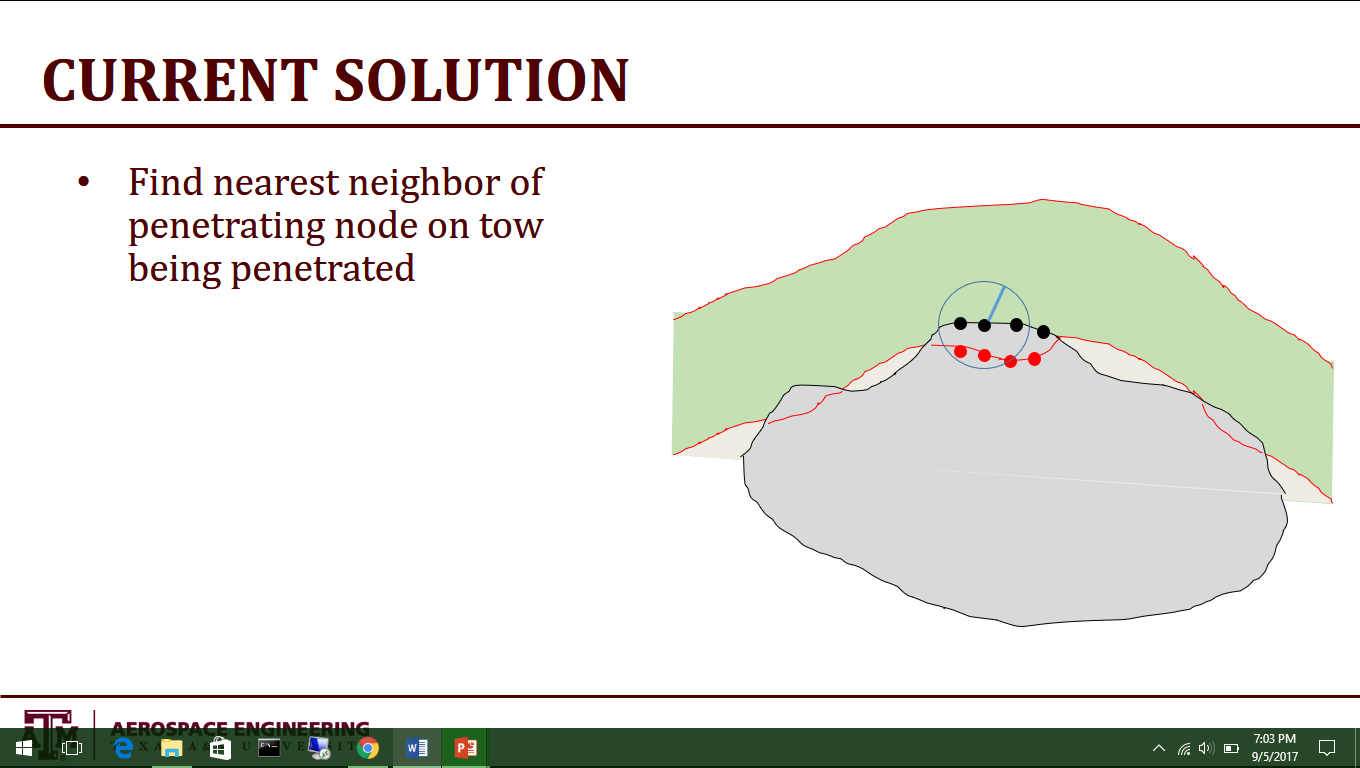 CURRENT SOLUTION
• Find nearest neighbor of
penetrating node on tow
being penetrated
AEROSPACE ENGINEERING
7:03 PM
9/5/2017